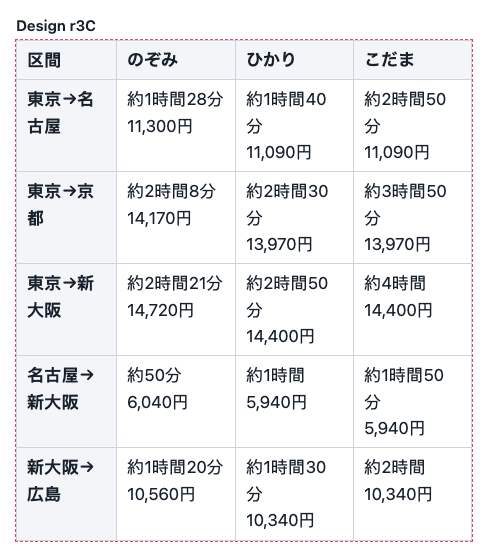 Design r3C
区間 のぞみ ひかり こだま
東京→名古屋 約1時間28分 11,300円 約1時間40分 11,090円 約2時間50分 11,090円
東京→京都 約2時間8分 14,170円 約2時間30分 13,970円 約3時間50分 13,970円
東京→新大阪 約2時間21分 14,720円 約2時間50分 14,400円 約4時間 14,400円
名古屋→新大阪 約50分 6,040円 約1時間 5,940円 約1時間50分 5,940円
新大阪→広島 約1時間20分 10,560円 約1時間30分 10,340円 約2時間 10,340円